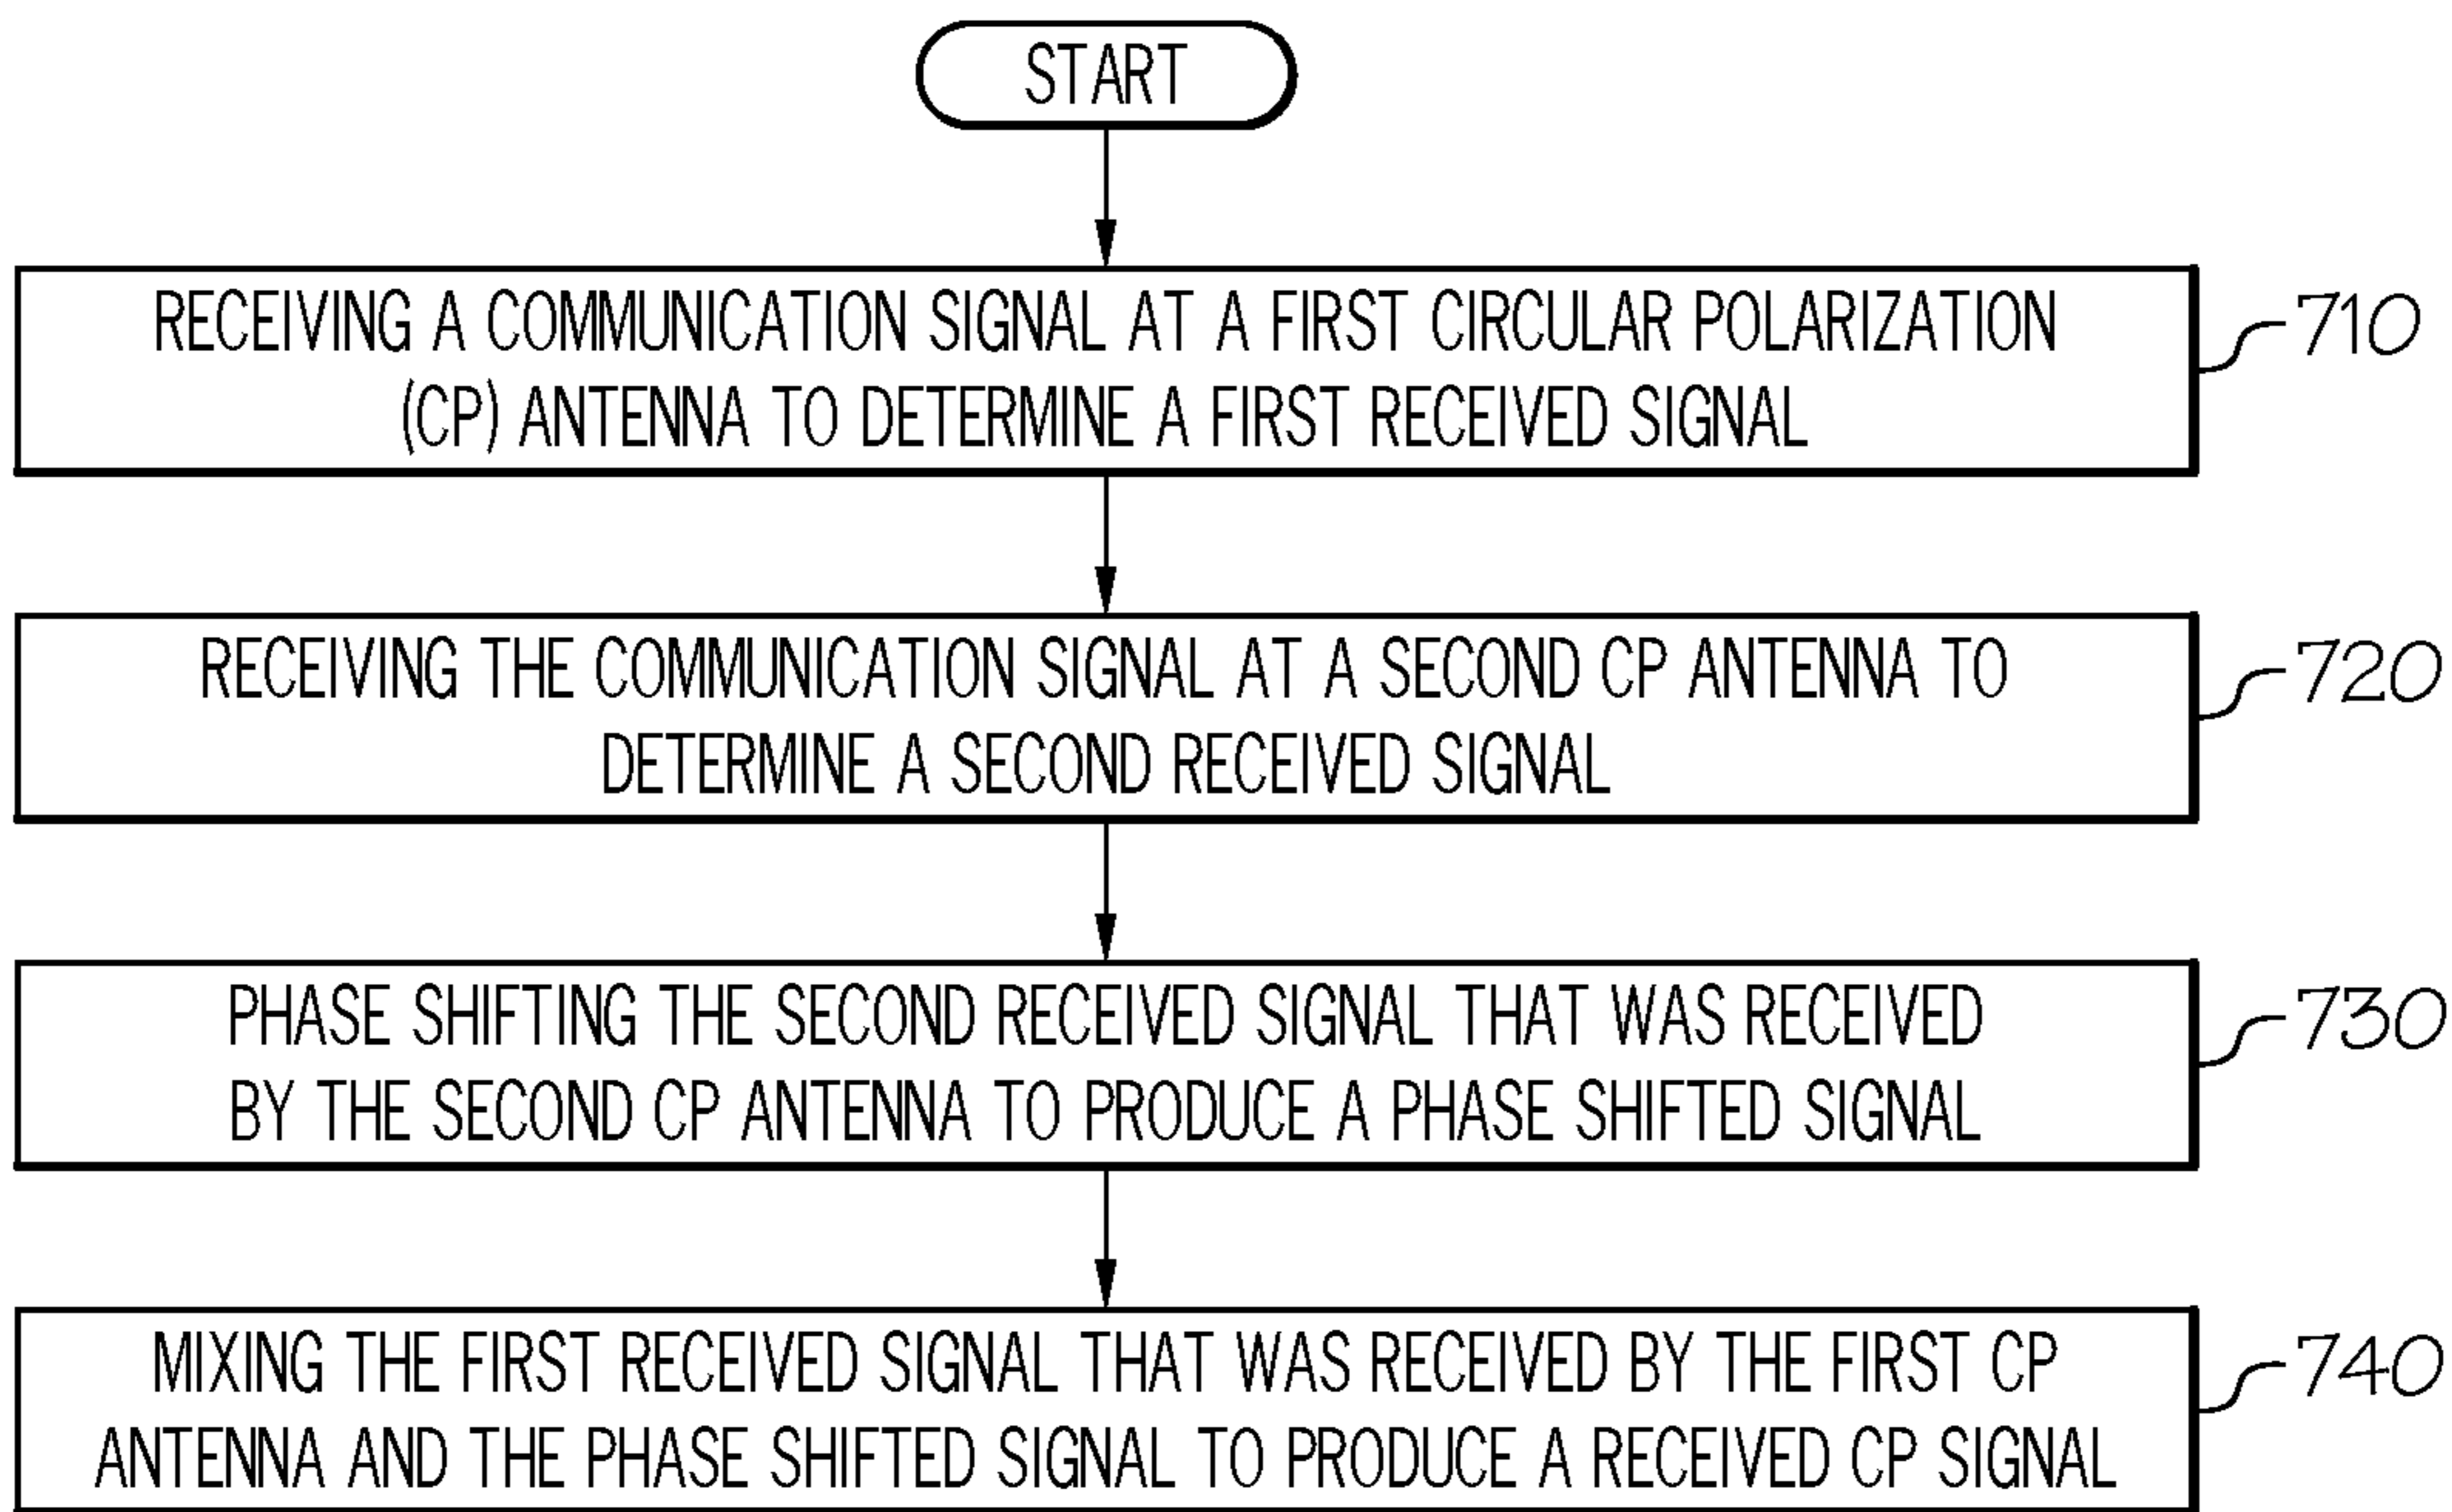 START
RECEIVING A COMMUNICATION SIGNAL AT A FIRST CIRCULAR POLARIZATION
(CP) ANTENNA TO DETERMINE A FIRST RECEIVED SIGNAL
710
RECEIVING THE COMMUNICATION SIGNAL AT A SECOND CP ANTENNA TO
DETERMINE A SECOND RECEIVED SIGNAL
720
PHASE SHIFTING THE SECOND RECEIVED SIGNAL THAT WAS RECEIVED
BY THE SECOND CP ANTENNA TO PRODUCE A PHASE SHIFTED SIGNAL
730
MIXING THE FIRST RECEIVED SIGNAL THAT WAS RECEIVED BY THE FIRST CP
ANTENNA AND THE PHASE SHIFTED SIGNAL TO PRODUCE A RECEIVED CP SIGNAL
740